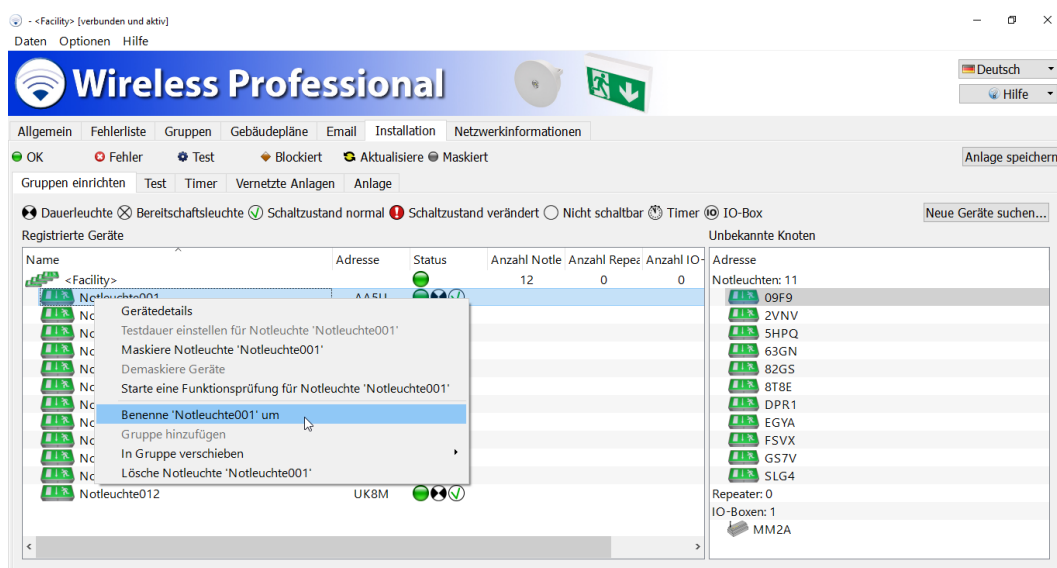 - <Facility> [verbunden und aktiv]
Daten Optionen Hilfe
Wireless Professional
Deutsch
Hilfe
Allgemein Fehlerliste Gruppen Gebäudepläne Email Installation Netzwerkinformationen
OK Fehler Test Blockiert Aktualisiere Maskiert
Anlage speichern
Gruppen einrichten Test Timer Vernetzte Anlagen Anlage
Dauerleuchte Bereitschaftsleuchte Schaltzustand normal Schaltzustand verändert Nicht schaltbar Timer IO IO-Box
Neue Geräte suchen...
Registrierte Geräte
Name Adresse Status Anzahl Notle Anzahl Repea Anzahl IO-
<Facility> 12 0 0
Notleuchte001 AA5U
Gerätedetails
Testdauer einstellen für Notleuchte 'Notleuchte001'
Maskiere Notleuchte 'Notleuchte001'
Demaskiere Geräte
Starte eine Funktionsprüfung für Notleuchte 'Notleuchte001'
Benenne 'Notleuchte001' um
Gruppe hinzufügen
In Gruppe verschieben
Lösche Notleuchte 'Notleuchte001'
Notleuchte012 UK8M
Unbekannte Knoten
Adresse
Notleuchten: 11
09F9
2VNV
5HPQ
63GN
82GS
8T8E
DPR1
EGYA
FSVX
GS7V
SLG4
Repeater: 0
IO-Boxen: 1
MM2A